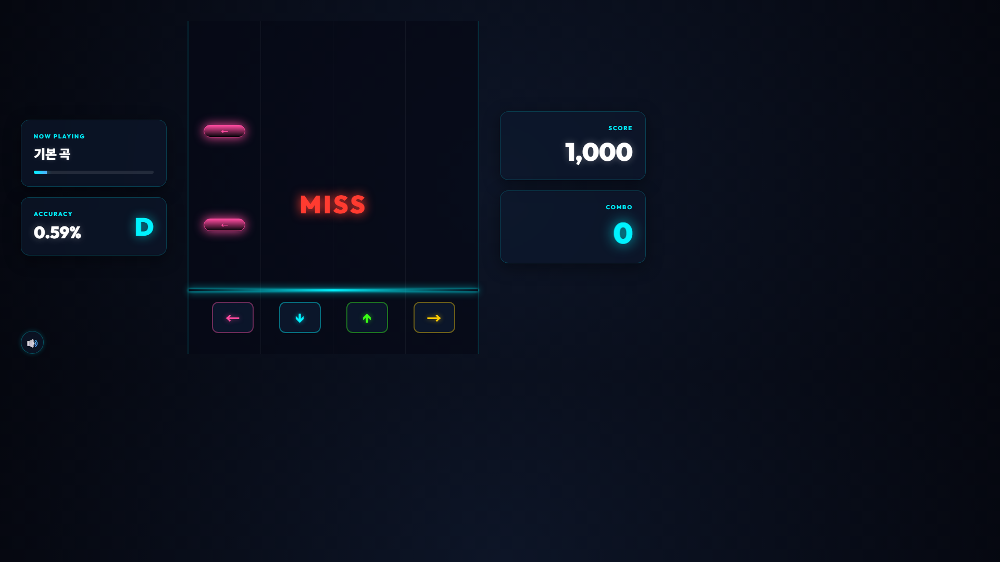 NOW PLAYING
기본 곡
ACCURACY
0.59%
D
←
←
MISS
← ↓ ↑ →
SCORE
1,000
COMBO
0